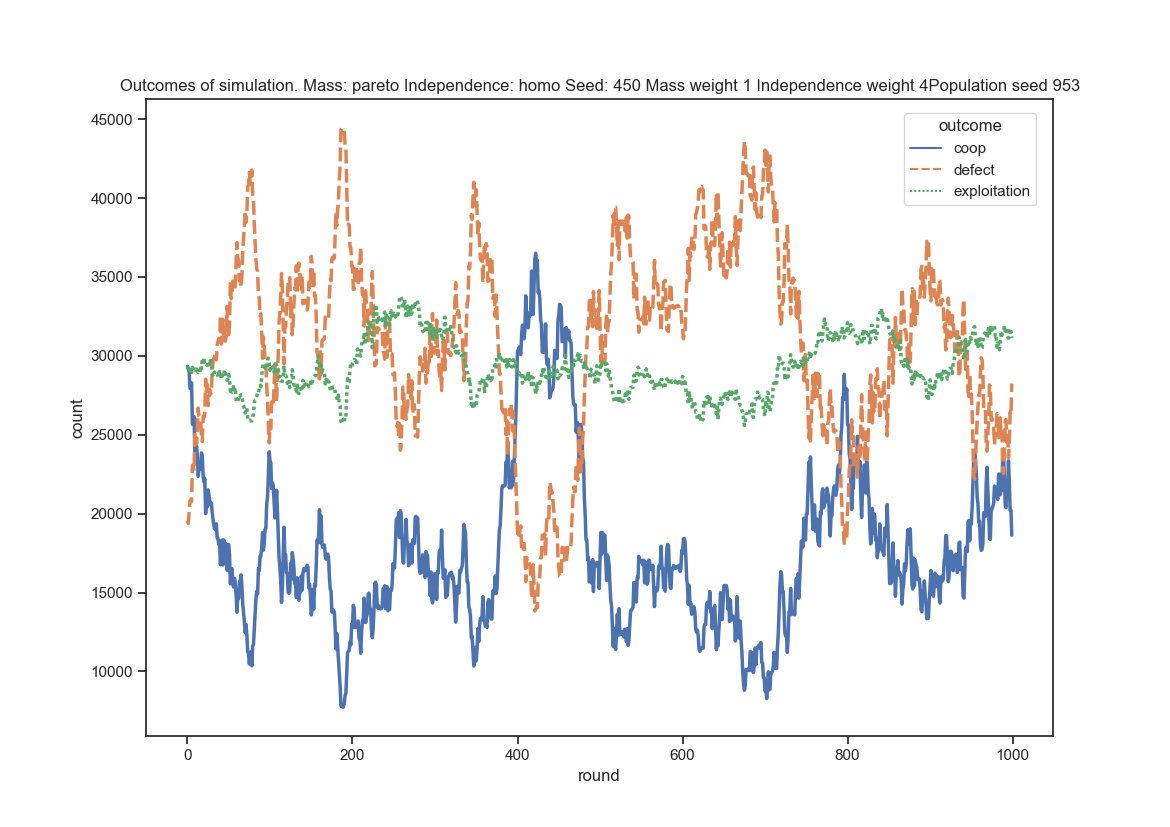 Outcomes of simulation. Mass: pareto Independence: homo Seed: 450 Mass weight 1 Independence weight 4Population seed 953
outcome
coop
defect
exploitation
45000
40000
35000
30000
25000
20000
15000
10000
count
0
200
400
600
800
1000
round